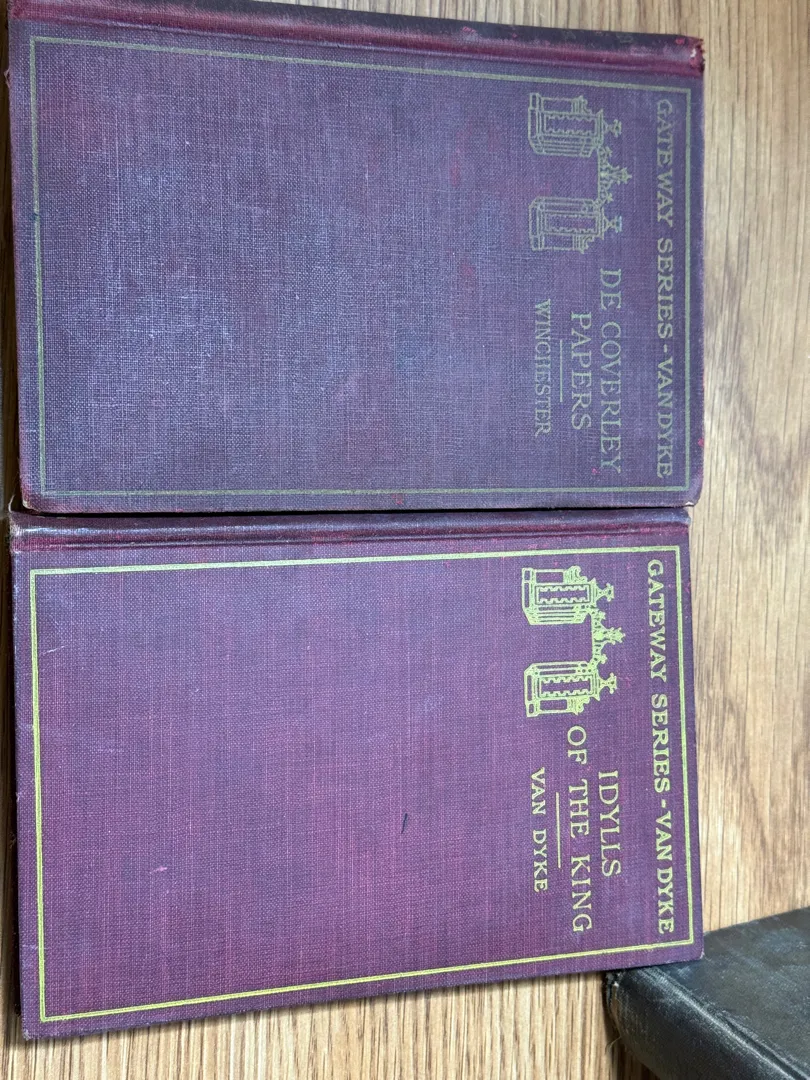 GATEWAY SERIES - VAN DYKE
DE COVERLEY
PAPERS
WINCHESTER
GATEWAY SERIES - VAN DYKE
IDYLLS
OF THE KING
VAN DYKE